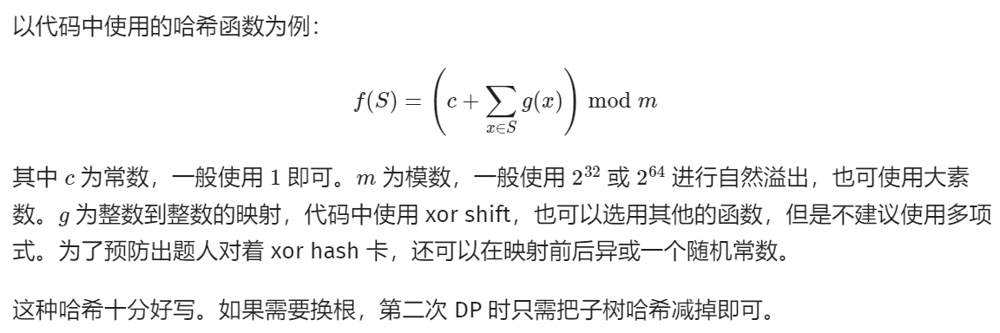 以代码中使用的哈希函数为例：
f(S) = (c + ∑_{x∈S} g(x)) mod m
其中 c 为常数，一般使用 1 即可。m 为模数，一般使用 2^{32} 或 2^{64} 进行自然溢出，也可使用大素
数。g 为整数到整数的映射，代码中使用 xor shift，也可以选用其他的函数，但是不建议使用多项
式。为了预防出题人对着 xor hash 卡，还可以在映射前后异或一个随机常数。
这种哈希十分好写。如果需要换根，第二次 DP 时只需把子树哈希减掉即可。